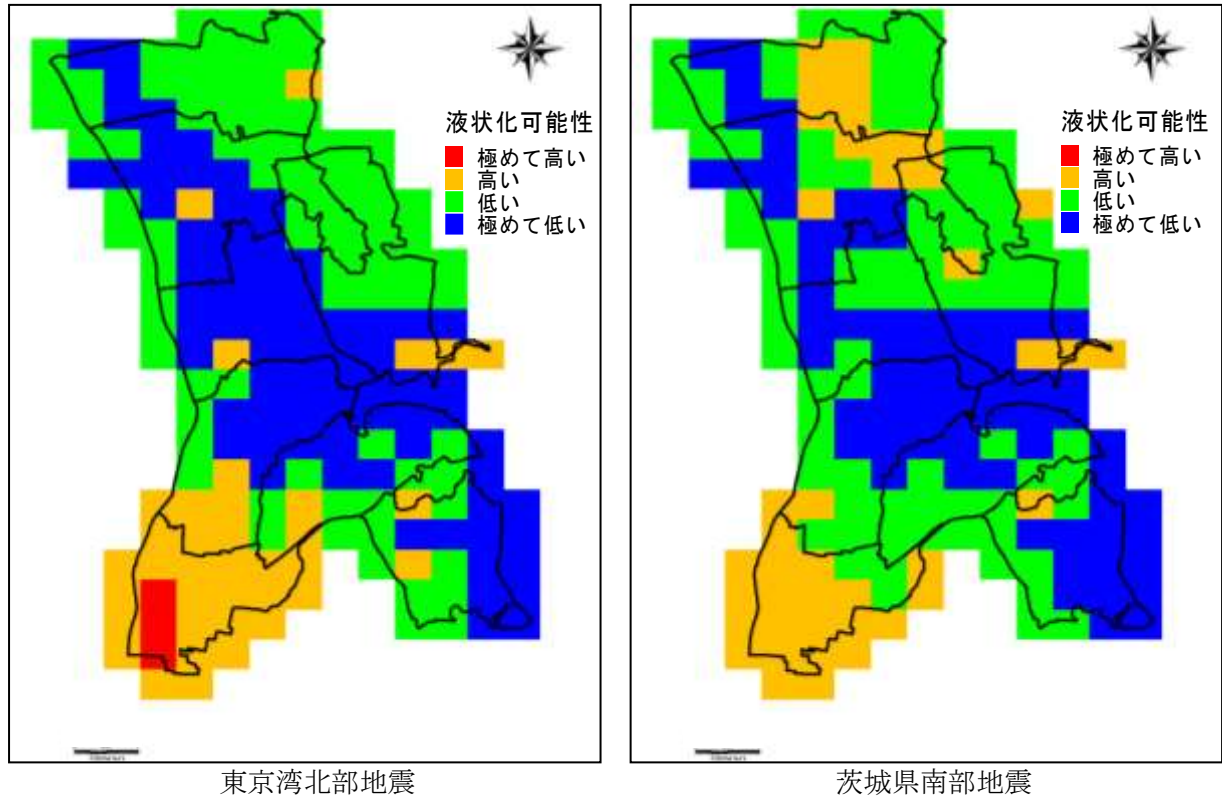 液状化可能性
極めて高い
高い
低い
極めて低い
東京湾北部地震
液状化可能性
極めて高い
高い
低い
極めて低い
茨城県南部地震